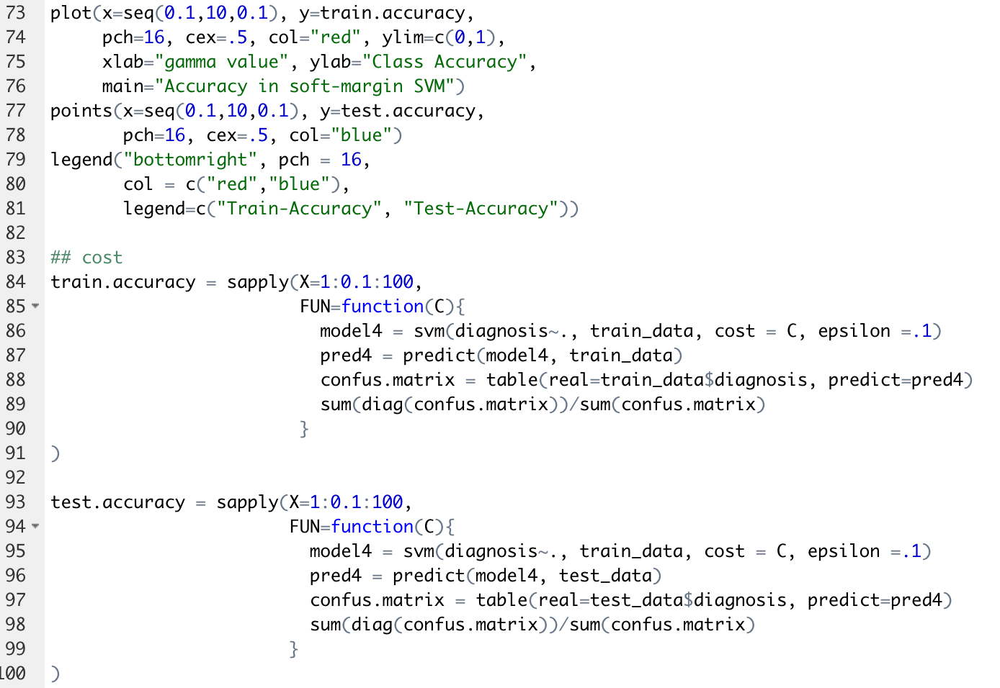 73 plot(x=seq(0.1,10,0.1), y=train.accuracy,
74      pch=16, cex=.5, col="red", ylim=c(0,1),
75      xlab="gamma value", ylab="Class Accuracy",
76      main="Accuracy in soft-margin SVM")
77 points(x=seq(0.1,10,0.1), y=test.accuracy,
78        pch=16, cex=.5, col="blue")
79 legend("bottomright", pch = 16,
80        col = c("red","blue"),
81        legend=c("Train-Accuracy", "Test-Accuracy"))
82
83 ## cost
84 train.accuracy = sapply(X=1:0.1:100,
85                         FUN=function(C){
86                           model4 = svm(diagnosis~., train_data, cost = C, epsilon =.1)
87                           pred4 = predict(model4, train_data)
88                           confus.matrix = table(real=train_data$diagnosis, predict=pred4)
89                           sum(diag(confus.matrix))/sum(confus.matrix)
90                         }
91 )
92
93 test.accuracy = sapply(X=1:0.1:100,
94                        FUN=function(C){
95                          model4 = svm(diagnosis~., train_data, cost = C, epsilon =.1)
96                          pred4 = predict(model4, test_data)
97                          confus.matrix = table(real=test_data$diagnosis, predict=pred4)
98                          sum(diag(confus.matrix))/sum(confus.matrix)
99                        }
100 )